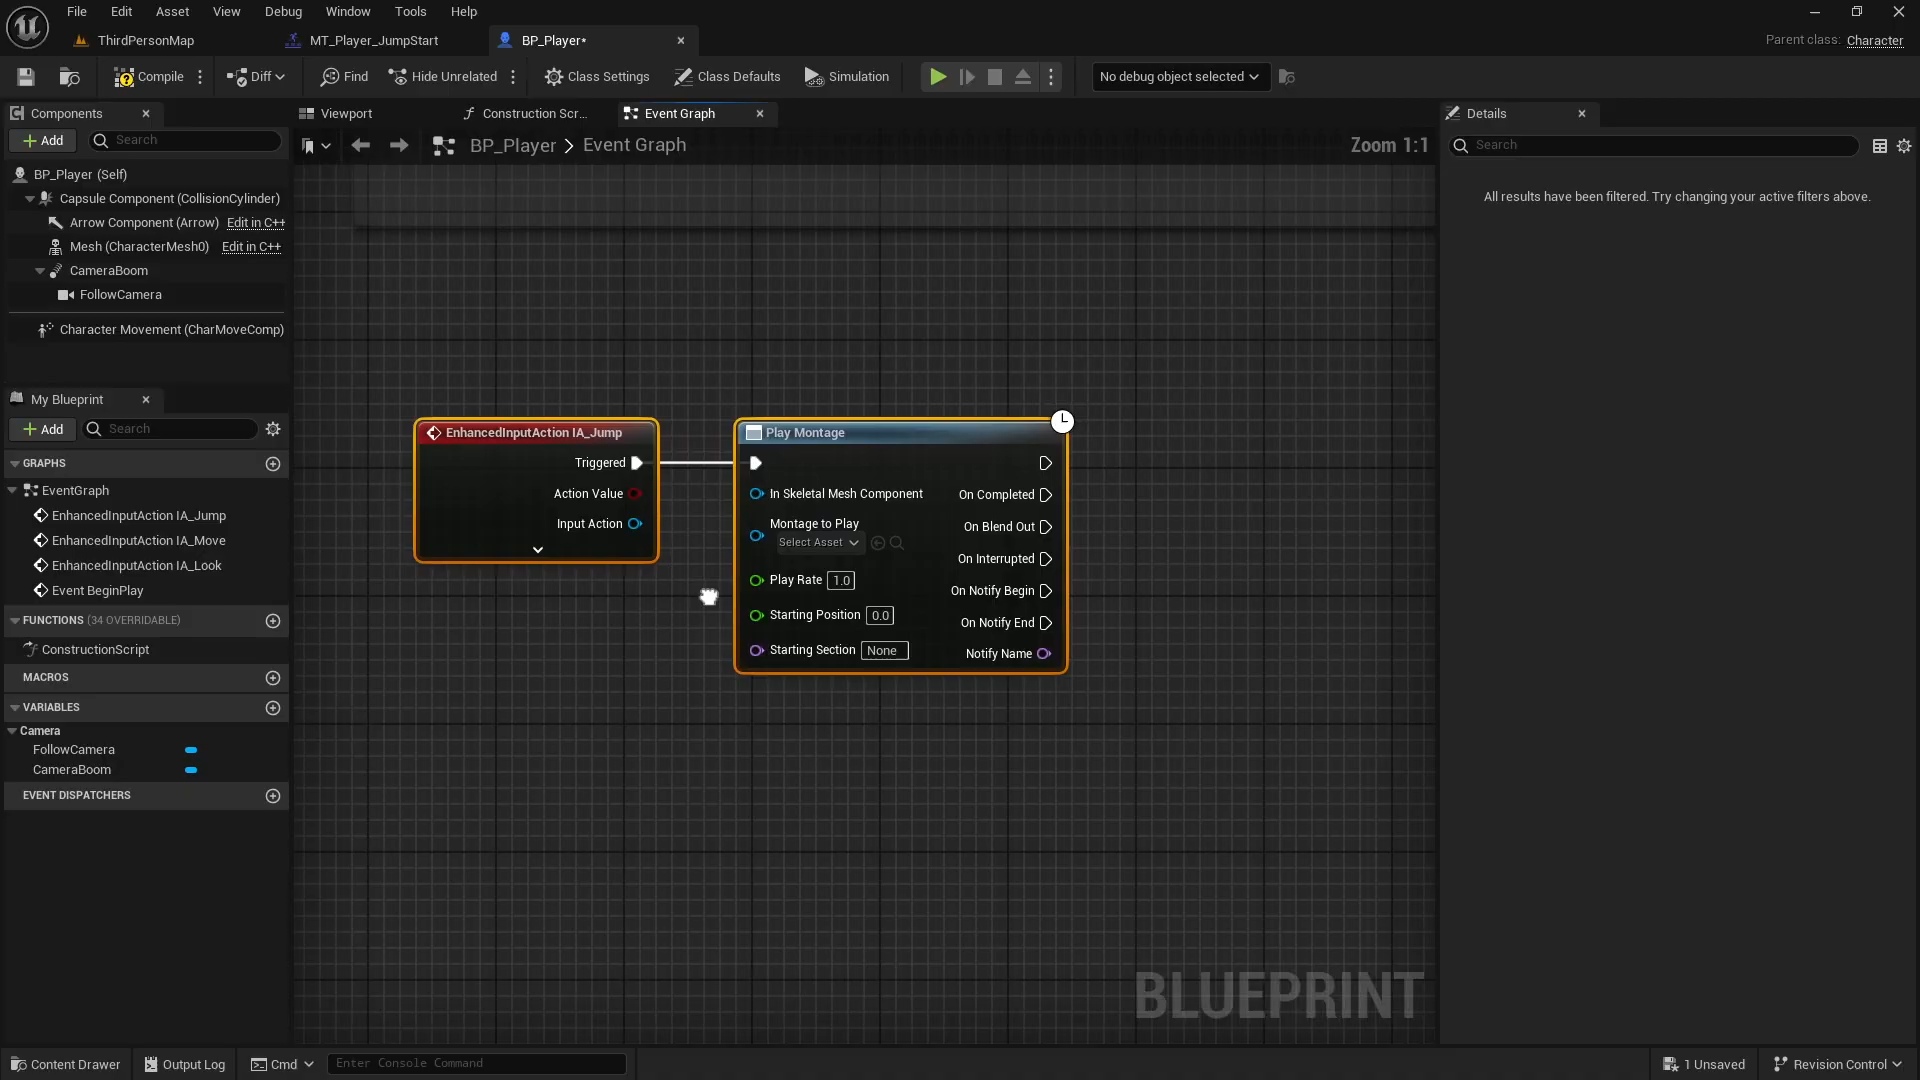 File Edit Asset View Debug Window Tools Help
ThirdPersonMap MT_Player_JumpStart BP_Player*
Parent class: Character
Compile Diff Find Hide Unrelated Class Settings Class Defaults Simulation No debug object selected
Components
Add Search
BP_Player (Self)
Capsule Component (CollisionCylinder)
Arrow Component (Arrow) Edit in C++
Mesh (CharacterMesh0) Edit in C++
CameraBoom
FollowCamera
Character Movement (CharMoveComp)
My Blueprint
Add Search
GRAPHS
EventGraph
EnhancedInputAction IA_Jump
EnhancedInputAction IA_Move
EnhancedInputAction IA_Look
Event BeginPlay
FUNCTIONS (34 OVERRIDABLE)
ConstructionScript
MACROS
VARIABLES
Camera
FollowCamera
CameraBoom
EVENT DISPATCHERS
Viewport Construction Scr... Event Graph
BP_Player > Event Graph Zoom 1:1
EnhancedInputAction IA_Jump
Triggered
Action Value
Input Action
Play Montage
In Skeletal Mesh Component On Completed
Montage to Play On Blend Out
Select Asset
On Interrupted
Play Rate 1.0 On Notify Begin
Starting Position 0.0 On Notify End
Starting Section None Notify Name
BLUEPRINT
Details
Search
All results have been filtered. Try changing your active filters above.
Content Drawer Output Log Cmd Enter Console Command 1 Unsaved Revision Control